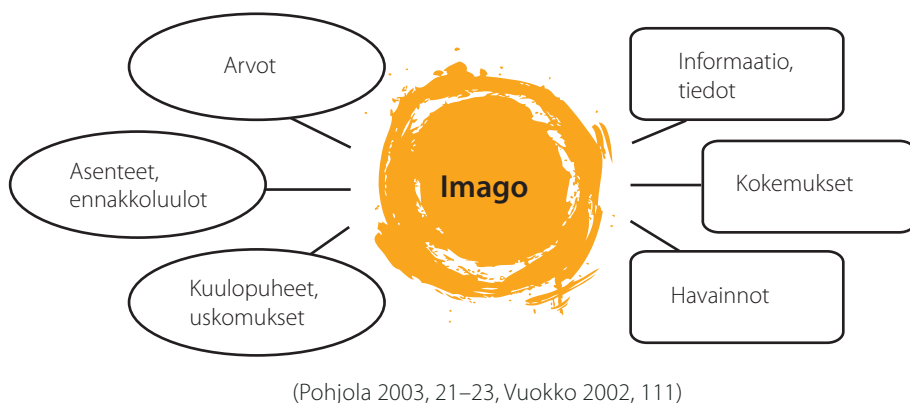 Arvot
Asenteet,
ennakkoluulot
Kuulopuheet,
uskomukset
Imago
Informaatio,
tiedot
Kokemukset
Havainnot
(Pohjola 2003, 21–23, Vuokko 2002, 111)